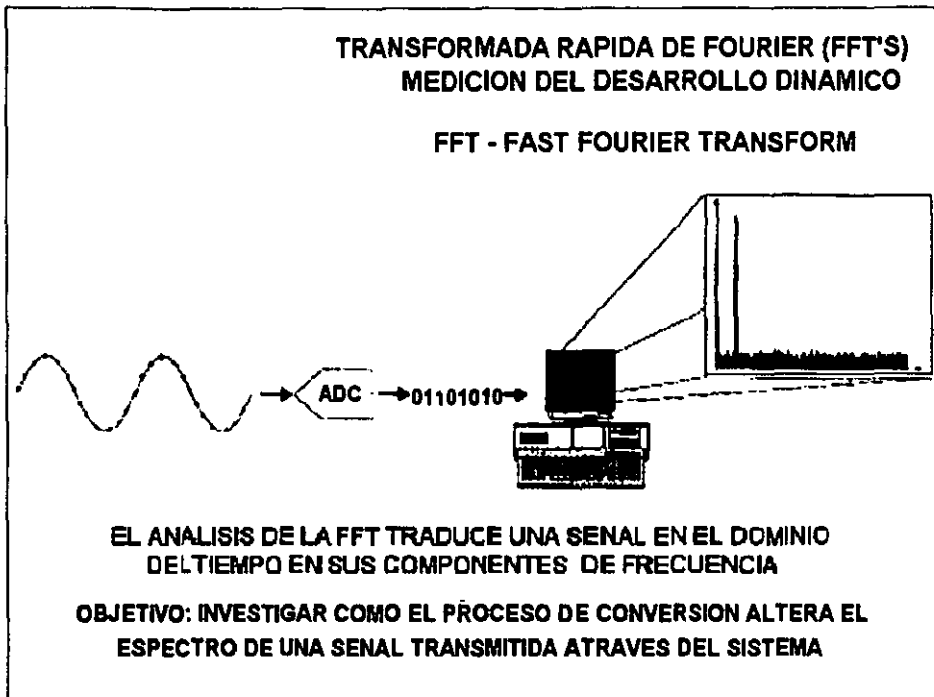 TRANSFORMADA RAPIDA DE FOURIER (FFT'S)
MEDICION DEL DESARROLLO DINAMICO
FFT - FAST FOURIER TRANSFORM
ADC
01101010
EL ANALISIS DE LA FFT TRADUCE UNA SENAL EN EL DOMINIO
DEL TIEMPO EN SUS COMPONENTES DE FRECUENCIA
OBJETIVO: INVESTIGAR COMO EL PROCESO DE CONVERSION ALTERA EL
ESPECTRO DE UNA SENAL TRANSMITIDA ATRAVES DEL SISTEMA